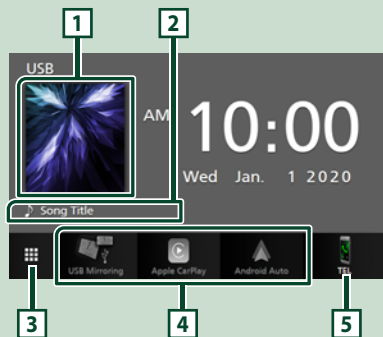 1 2
USB
AM 10:00
Wed Jan. 1 2020
Song Title
USB Mirroring Apple CarPlay Android Auto TEL
3 4 5